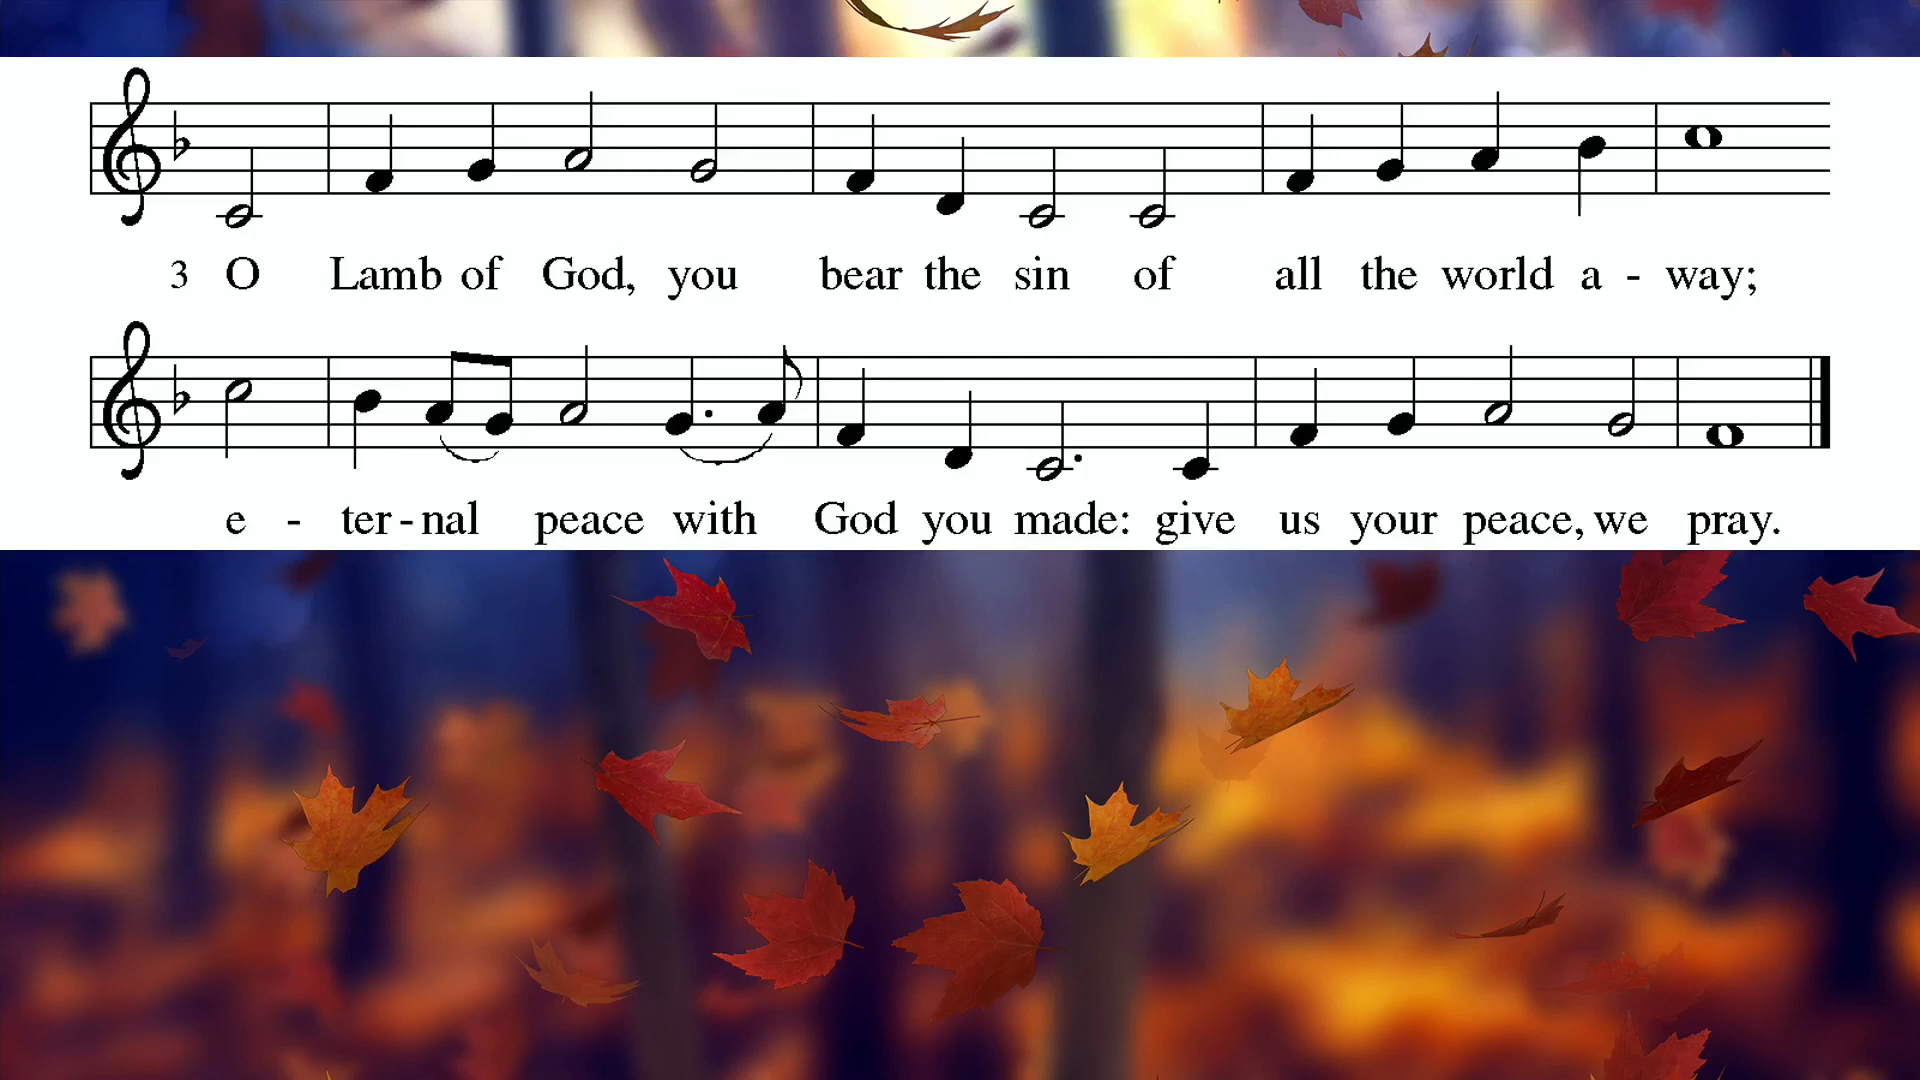 3 O Lamb of God, you bear the sin of all the world a - way;
e - ter - nal peace with God you made: give us your peace, we pray.